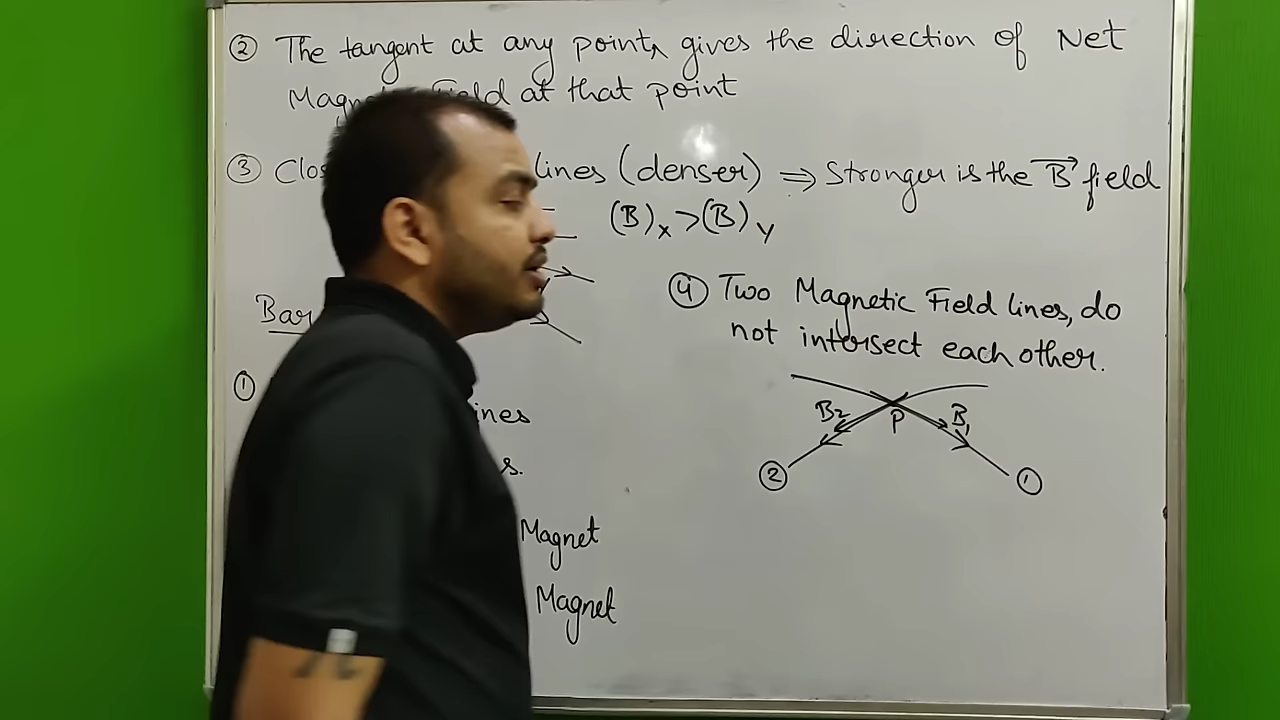 ② The tangent at any point, gives the direction of Net
Field at that point
③ lines (denser) ⇒ Stronger is the B⃗ field
(B)x > (B)y
④ Two Magnetic Field lines, do
not intersect each other.
Bar
①
B2 P B1
② ①
Magnet
Magnet